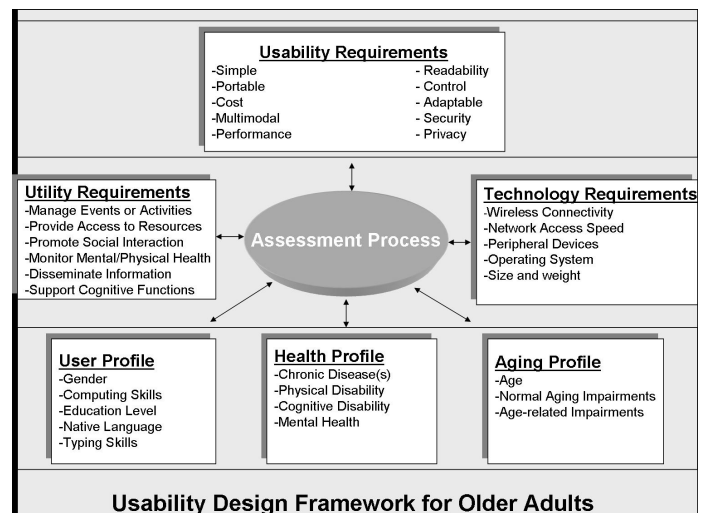 Usability Requirements
-Simple
-Portable
-Cost
-Multimodal
-Performance
- Readability
- Control
- Adaptable
- Security
- Privacy
Utility Requirements
-Manage Events or Activities
-Provide Access to Resources
-Promote Social Interaction
-Monitor Mental/Physical Health
-Disseminate Information
-Support Cognitive Functions
Assessment Process
Technology Requirements
-Wireless Connectivity
-Network Access Speed
-Peripheral Devices
-Operating System
-Size and weight
User Profile
-Gender
-Computing Skills
-Education Level
-Native Language
-Typing Skills
Health Profile
-Chronic Disease(s)
-Physical Disability
-Cognitive Disability
-Mental Health
Aging Profile
-Age
-Normal Aging Impairments
-Age-related Impairments
Usability Design Framework for Older Adults